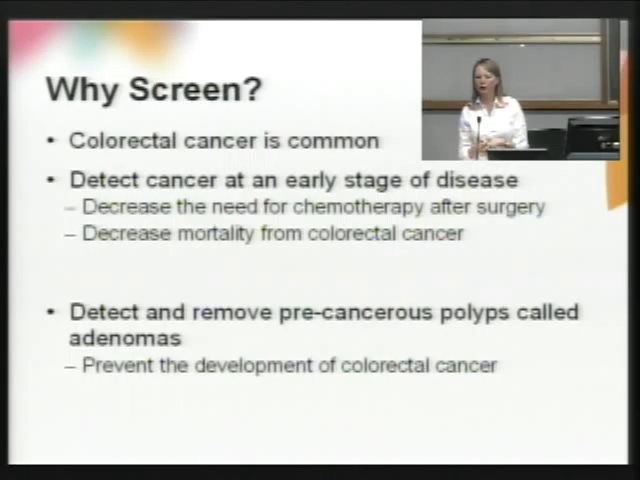 Why Screen?
• Colorectal cancer is common
• Detect cancer at an early stage of disease
– Decrease the need for chemotherapy after surgery
– Decrease mortality from colorectal cancer
• Detect and remove pre-cancerous polyps called
adenomas
– Prevent the development of colorectal cancer